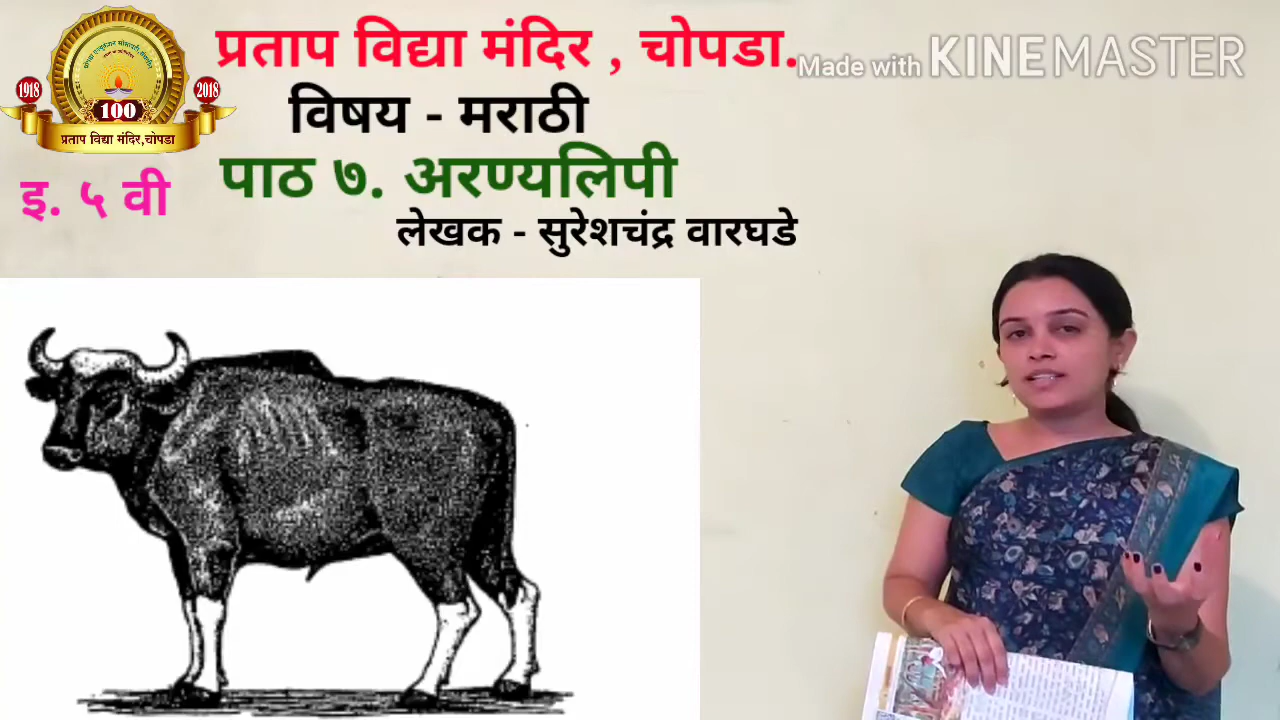 प्रताप विद्या मंदिर , चोपडा.
Made with KINEMASTER
विषय - मराठी
1918
2018
100
प्रताप विद्या मंदिर,चोपडा
पाठ ७. अरण्यलिपी
इ. ५ वी
लेखक - सुरेशचंद्र वारघडे